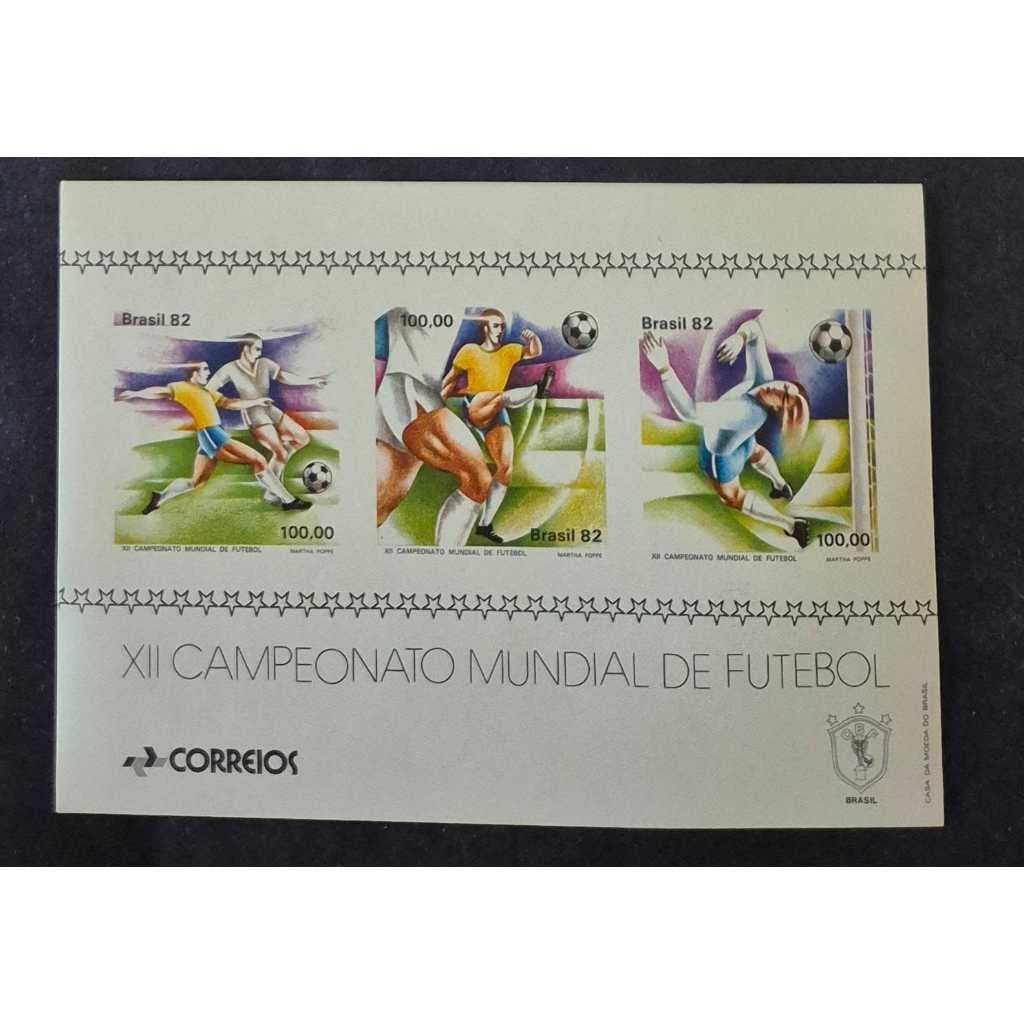 Brasil 82
100,00
XII CAMPEONATO MUNDIAL DE FUTEBOL MARTHA POPPE
100,00
Brasil 82
XII CAMPEONATO MUNDIAL DE FUTEBOL MARTHA POPPE
Brasil 82
100,00
XII CAMPEONATO MUNDIAL DE FUTEBOL MARTHA POPPE
XII CAMPEONATO MUNDIAL DE FUTEBOL
CORREIOS
BRASIL
CASA DA MOEDA DO BRASIL